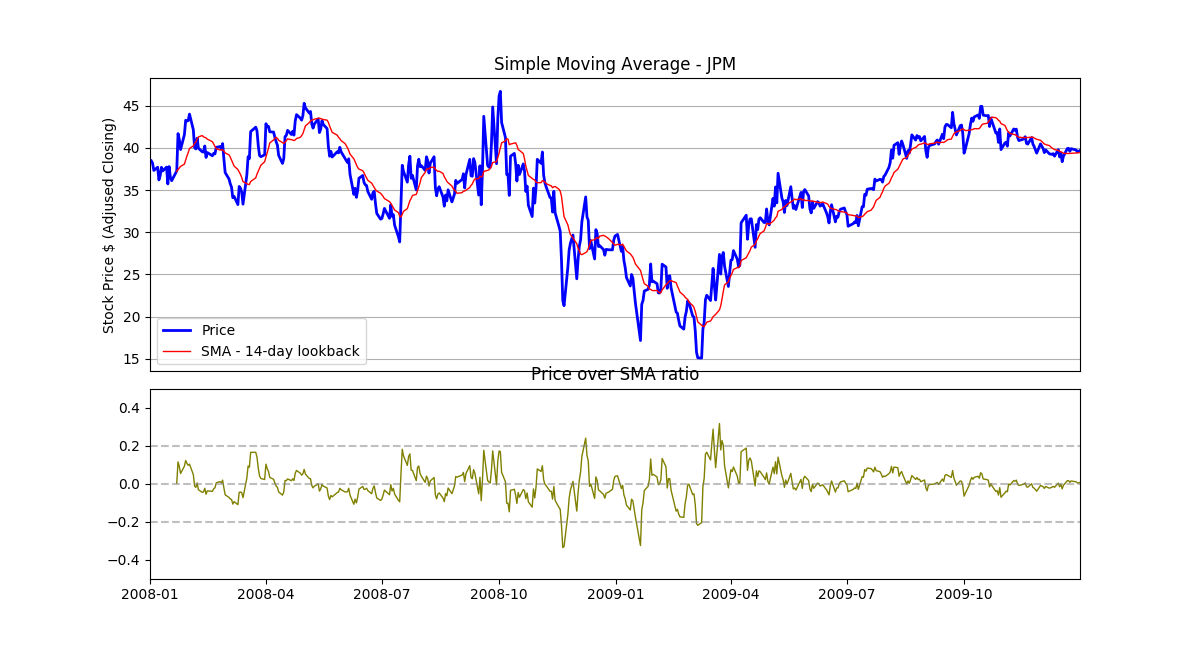 Simple Moving Average - JPM
Stock Price $ (Adjused Closing)
45
40
35
30
25
20
15
Price
SMA - 14-day lookback
Price over SMA ratio
0.4
0.2
0.0
−0.2
−0.4
2008-01 2008-04 2008-07 2008-10 2009-01 2009-04 2009-07 2009-10